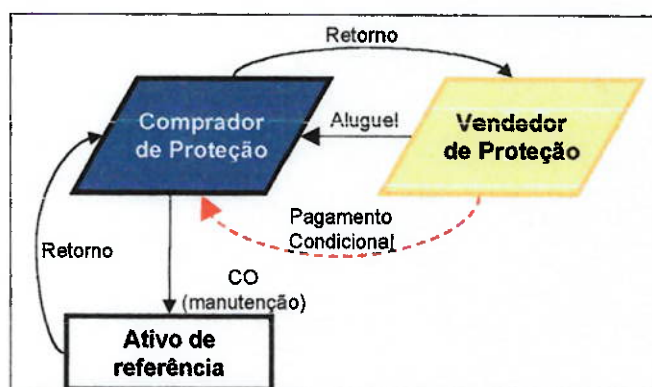 Retorno
Comprador
de Proteção
Aluguel
Vendedor
de Proteção
Pagamento
Condicional
Retorno
CO
(manutenção)
Ativo de
referência